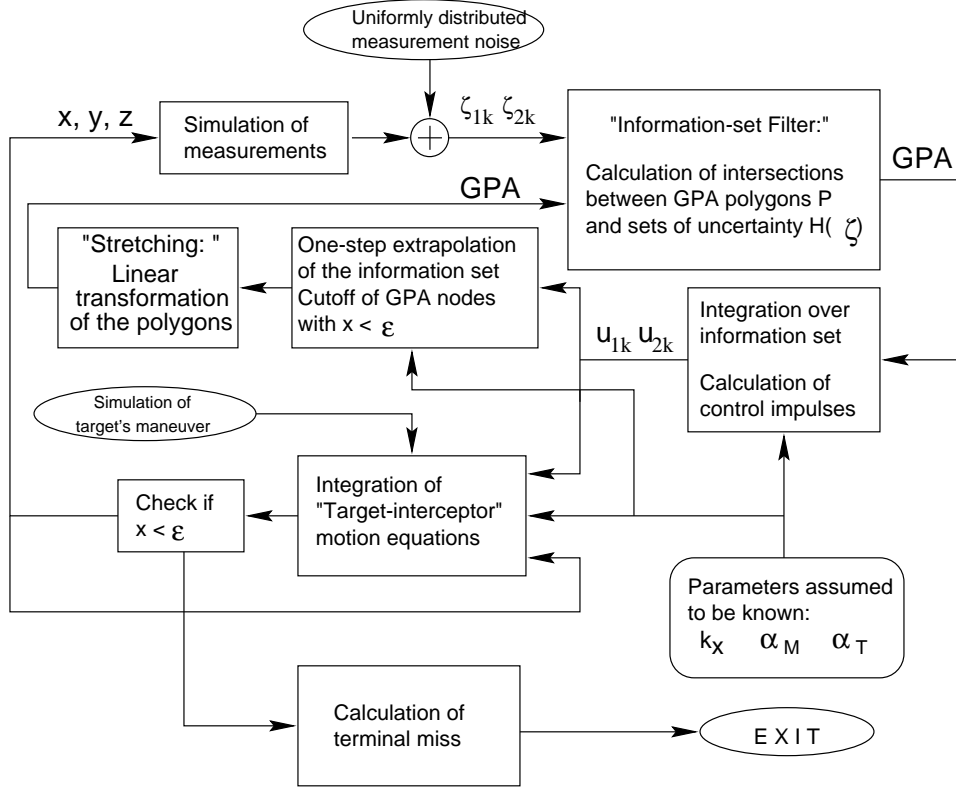 Uniformly distributed
measurement noise
x, y, z
Simulation of
measurements
+
ζ1k ζ2k
"Information-set Filter:"
Calculation of intersections
between GPA polygons P
and sets of uncertainty H( ζ)
GPA
GPA
"Stretching: "
Linear
transformation
of the polygons
One-step extrapolation
of the information set
Cutoff of GPA nodes
with x < ε
u1k u2k
Integration over
information set
Calculation of
control impulses
Simulation of
target's maneuver
Check if
x < ε
Integration of
"Target-interceptor"
motion equations
Parameters assumed
to be known:
kx αM αT
Calculation of
terminal miss
E X I T